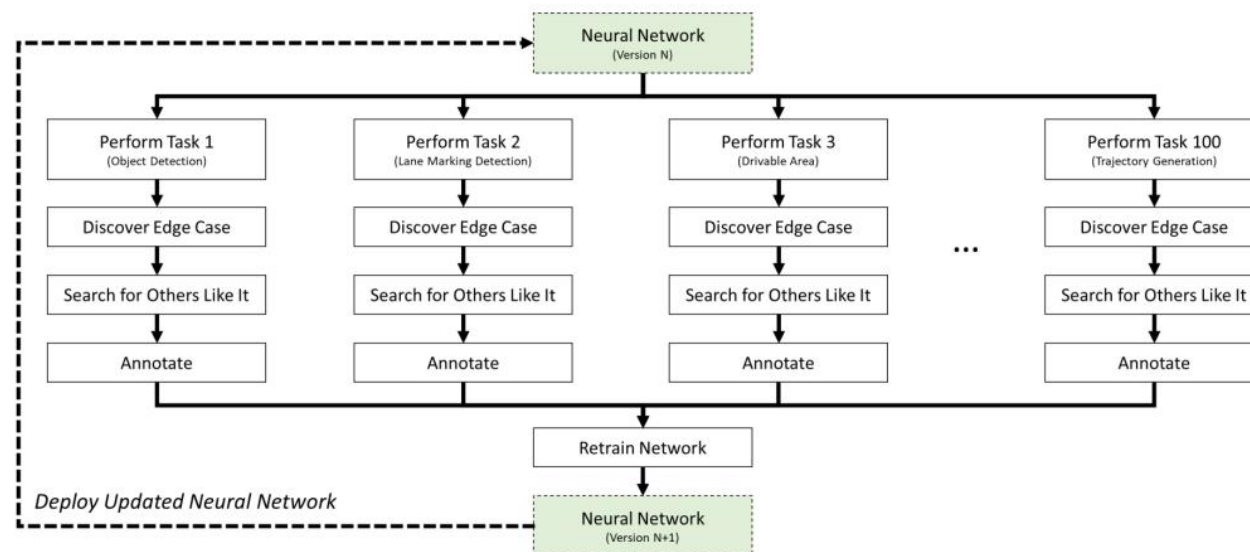 Neural Network
(Version N)
Perform Task 1
(Object Detection)
Perform Task 2
(Lane Marking Detection)
Perform Task 3
(Drivable Area)
Perform Task 100
(Trajectory Generation)
Discover Edge Case
Discover Edge Case
Discover Edge Case
...
Discover Edge Case
Search for Others Like It
Search for Others Like It
Search for Others Like It
Search for Others Like It
Annotate
Annotate
Annotate
Annotate
Retrain Network
Deploy Updated Neural Network
Neural Network
(Version N+1)